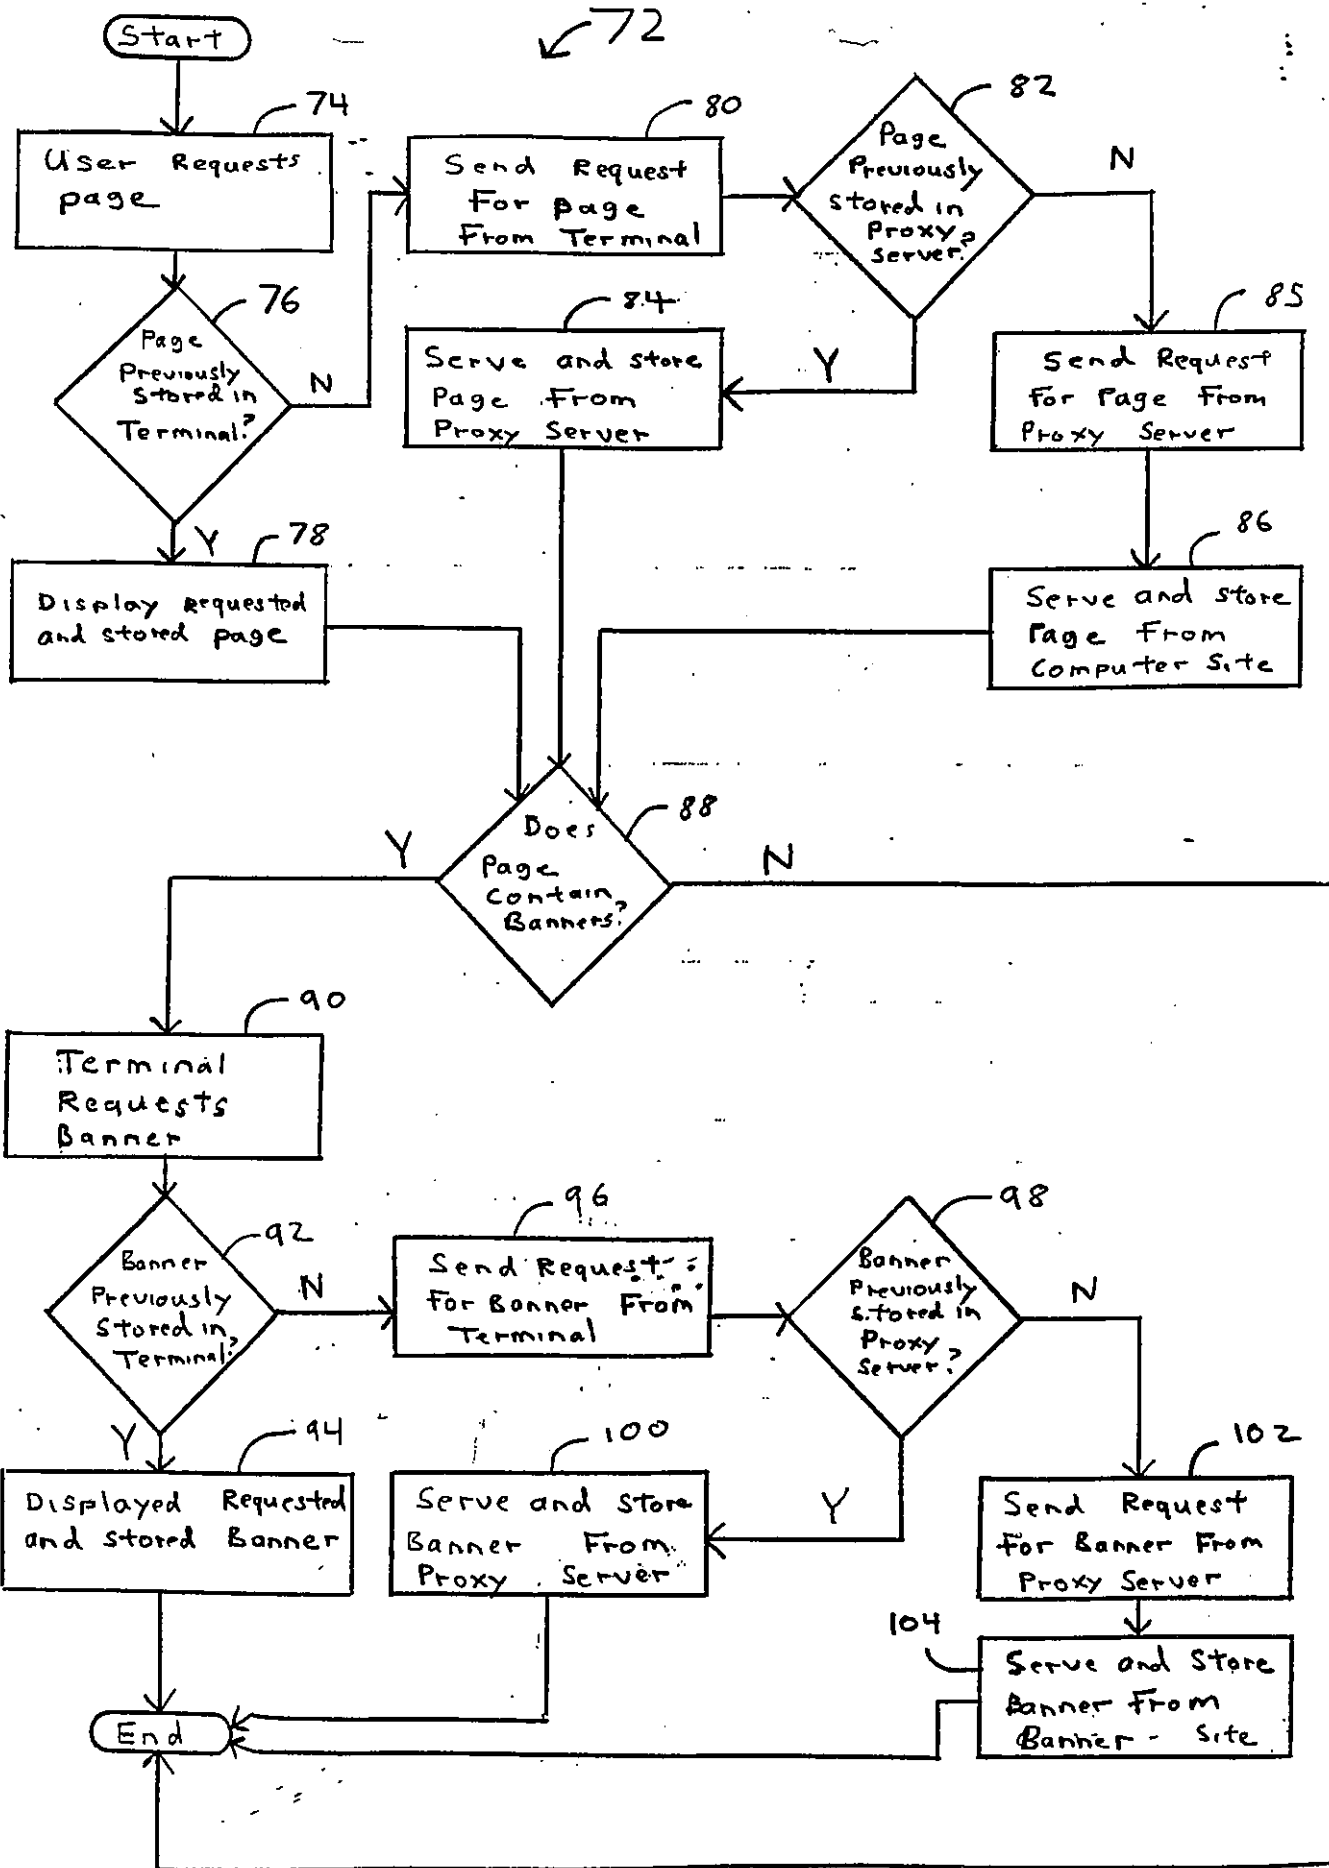 Start
72
74
User Requests
page
80
Send Request
For page
From Terminal
82
Page
Previously
stored in
Proxy
server?
N
76
Page
Previously
Stored in
Terminal?
N
84
Serve and store
Page From
Proxy Server
Y
85
Send Request
For Page From
Proxy Server
Y
78
Display Requested
and stored page
86
Serve and store
Page From
Computer Site
88
Does
Page
Contain
Banners?
Y
N
90
Terminal
Requests
Banner
92
Banner
Previously
Stored in
Terminal?
N
96
Send Request
For Banner From
Terminal
98
Banner
Previously
stored in
Proxy
Server?
N
Y
94
Displayed Requested
and stored Banner
100
Serve and Store
Banner From
Proxy Server
Y
102
Send Request
For Banner From
Proxy Server
104
Serve and Store
Banner From
Banner - Site
End